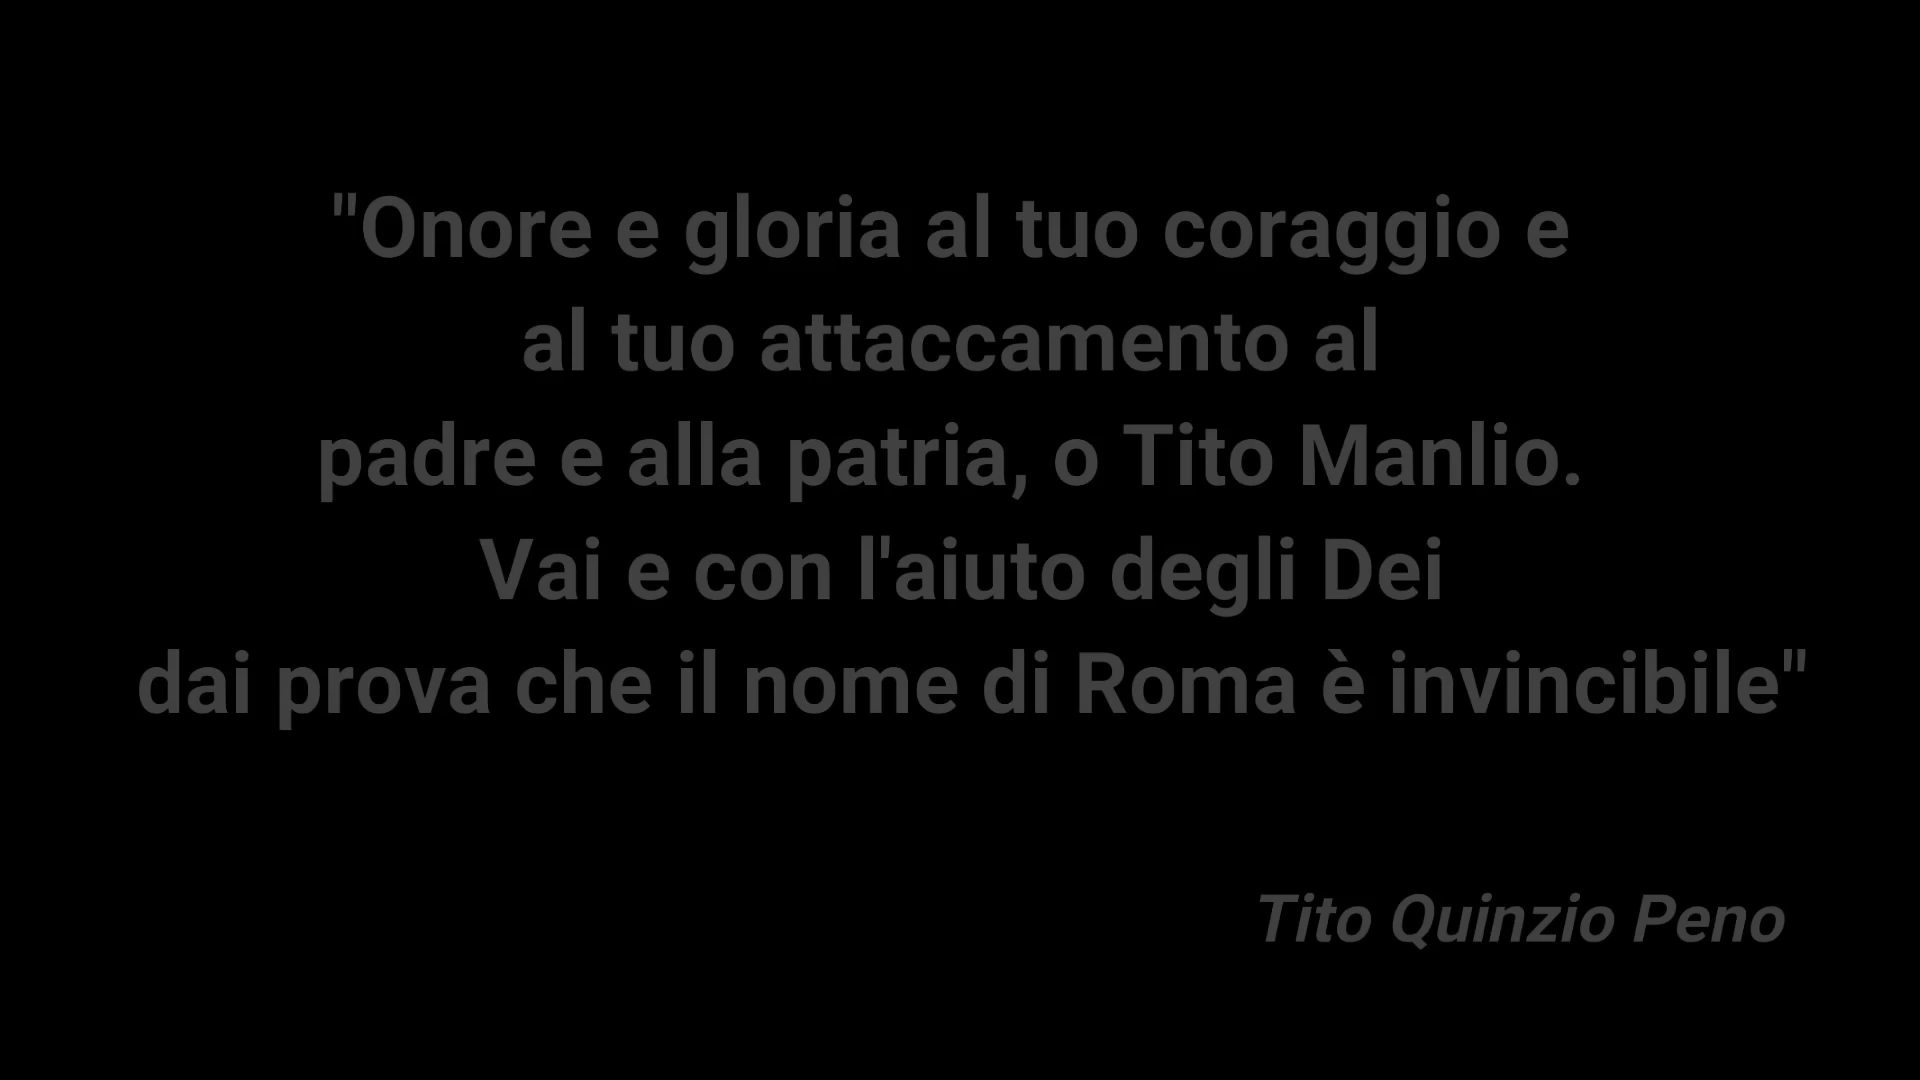 "Onore e gloria al tuo coraggio e
al tuo attaccamento al
padre e alla patria, o Tito Manlio.
Vai e con l'aiuto degli Dei
dai prova che il nome di Roma è invincibile"
Tito Quinzio Peno